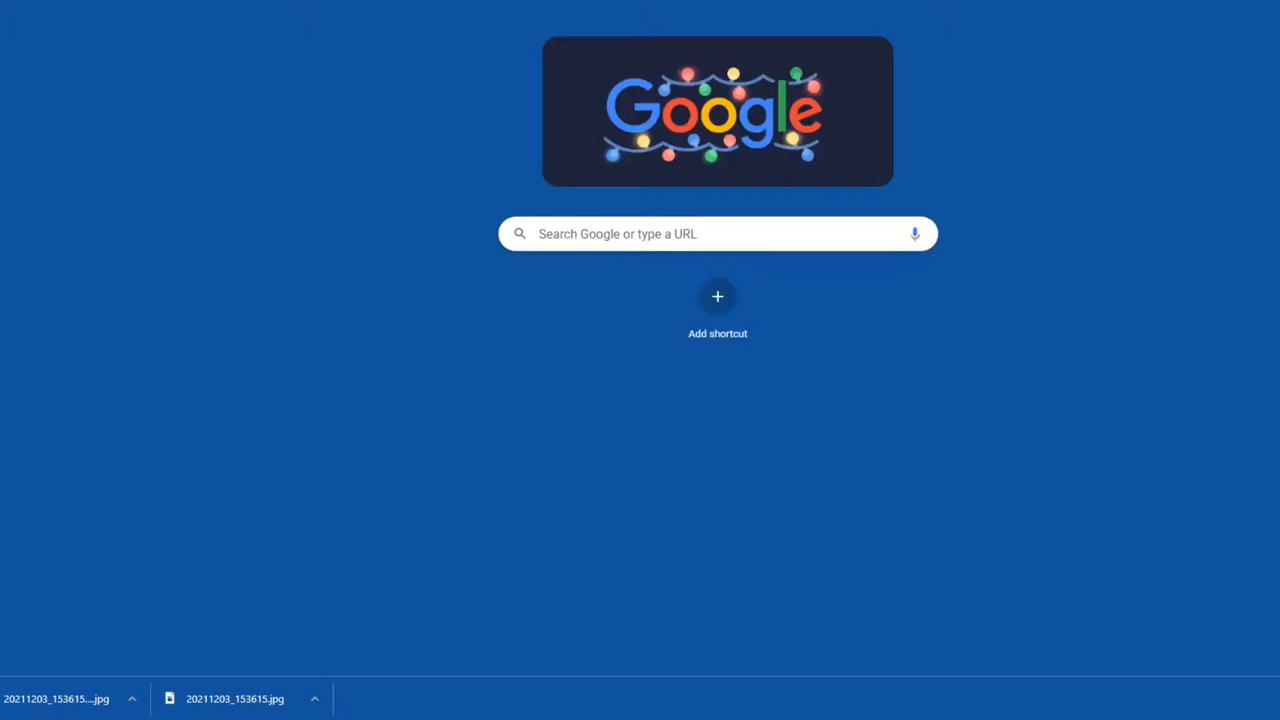 Google
Search Google or type a URL
Add shortcut
20211203_153615....jpg
20211203_153615.jpg